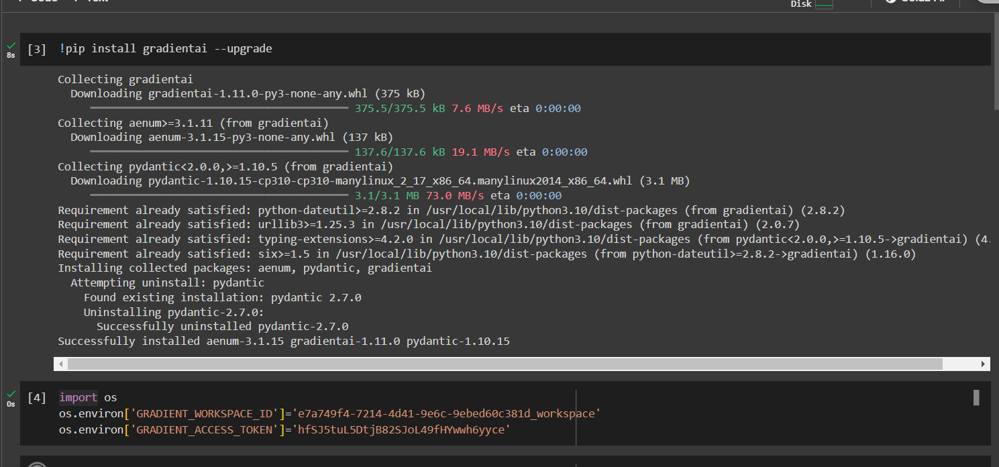 Disk
8s
[3] !pip install gradientai --upgrade
Collecting gradientai
Downloading gradientai-1.11.0-py3-none-any.whl (375 kB)
375.5/375.5 kB 7.6 MB/s eta 0:00:00
Collecting aenum>=3.1.11 (from gradientai)
Downloading aenum-3.1.15-py3-none-any.whl (137 kB)
137.6/137.6 kB 19.1 MB/s eta 0:00:00
Collecting pydantic<2.0.0,>=1.10.5 (from gradientai)
Downloading pydantic-1.10.15-cp310-cp310-manylinux_2_17_x86_64.manylinux2014_x86_64.whl (3.1 MB)
3.1/3.1 MB 73.0 MB/s eta 0:00:00
Requirement already satisfied: python-dateutil>=2.8.2 in /usr/local/lib/python3.10/dist-packages (from gradientai) (2.8.2)
Requirement already satisfied: urllib3>=1.25.3 in /usr/local/lib/python3.10/dist-packages (from gradientai) (2.0.7)
Requirement already satisfied: typing-extensions>=4.2.0 in /usr/local/lib/python3.10/dist-packages (from pydantic<2.0.0,>=1.10.5->gradientai) (4.
Requirement already satisfied: six>=1.5 in /usr/local/lib/python3.10/dist-packages (from python-dateutil>=2.8.2->gradientai) (1.16.0)
Installing collected packages: aenum, pydantic, gradientai
Attempting uninstall: pydantic
Found existing installation: pydantic 2.7.0
Uninstalling pydantic-2.7.0:
Successfully uninstalled pydantic-2.7.0
Successfully installed aenum-3.1.15 gradientai-1.11.0 pydantic-1.10.15
0s
[4] import os
os.environ['GRADIENT_WORKSPACE_ID']='e7a749f4-7214-4d41-9e6c-9ebed60c381d_workspace'
os.environ['GRADIENT_ACCESS_TOKEN']='hfSJ5tuL5DtjB82SJoL49fHYwwh6yyce'